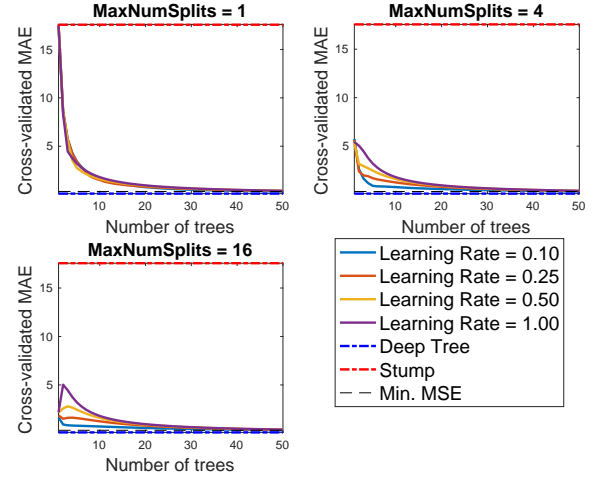 MaxNumSplits = 1
Cross-validated MAE
15
10
5
10
20
30
40
50
Number of trees
MaxNumSplits = 4
Cross-validated MAE
15
10
5
10
20
30
40
50
Number of trees
MaxNumSplits = 16
Cross-validated MAE
15
10
5
10
20
30
40
50
Number of trees
Learning Rate = 0.10
Learning Rate = 0.25
Learning Rate = 0.50
Learning Rate = 1.00
Deep Tree
Stump
Min. MSE